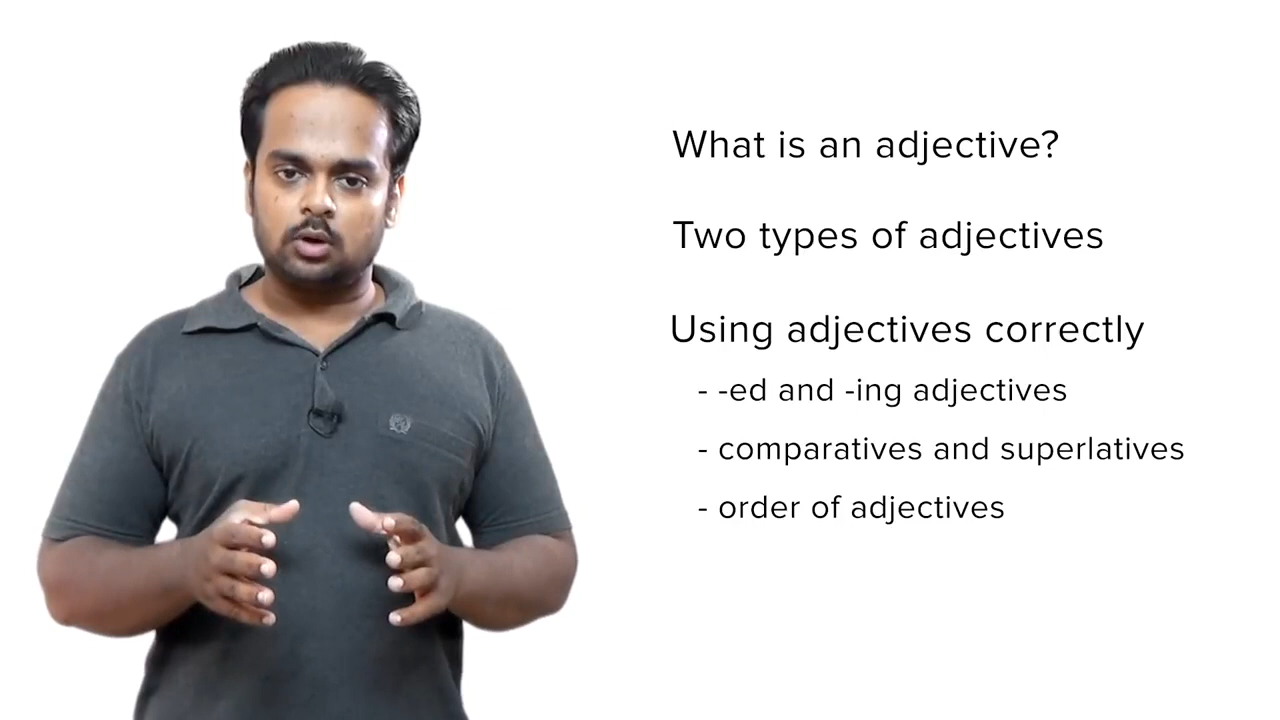 What is an adjective?
Two types of adjectives
Using adjectives correctly
- -ed and -ing adjectives
- comparatives and superlatives
- order of adjectives